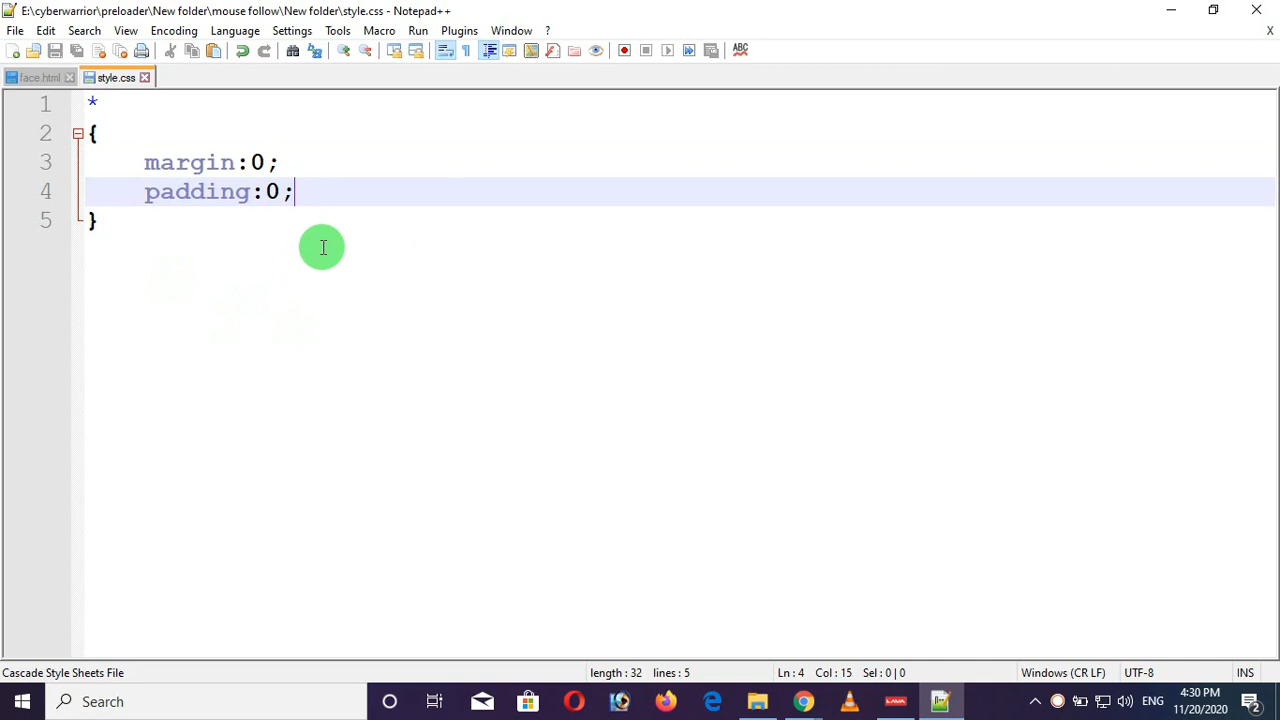 E:\cyberwarrior\preloader\New folder\mouse follow\New folder\style.css - Notepad++
File Edit Search View Encoding Language Settings Tools Macro Run Plugins Window ? X
ABC
face.html style.css
1 *
2 {
3 margin:0;
4 padding:0;
5 }
Cascade Style Sheets File length : 32 lines : 5 Ln : 4 Col : 15 Sel : 0 | 0 Windows (CR LF) UTF-8 INS
Search LAVA ENG 4:30 PM
11/20/2020 2